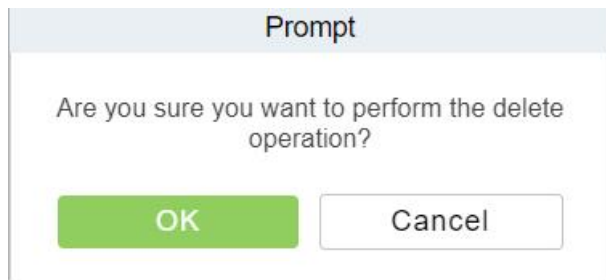 Prompt
Are you sure you want to perform the delete
operation?
OK
Cancel